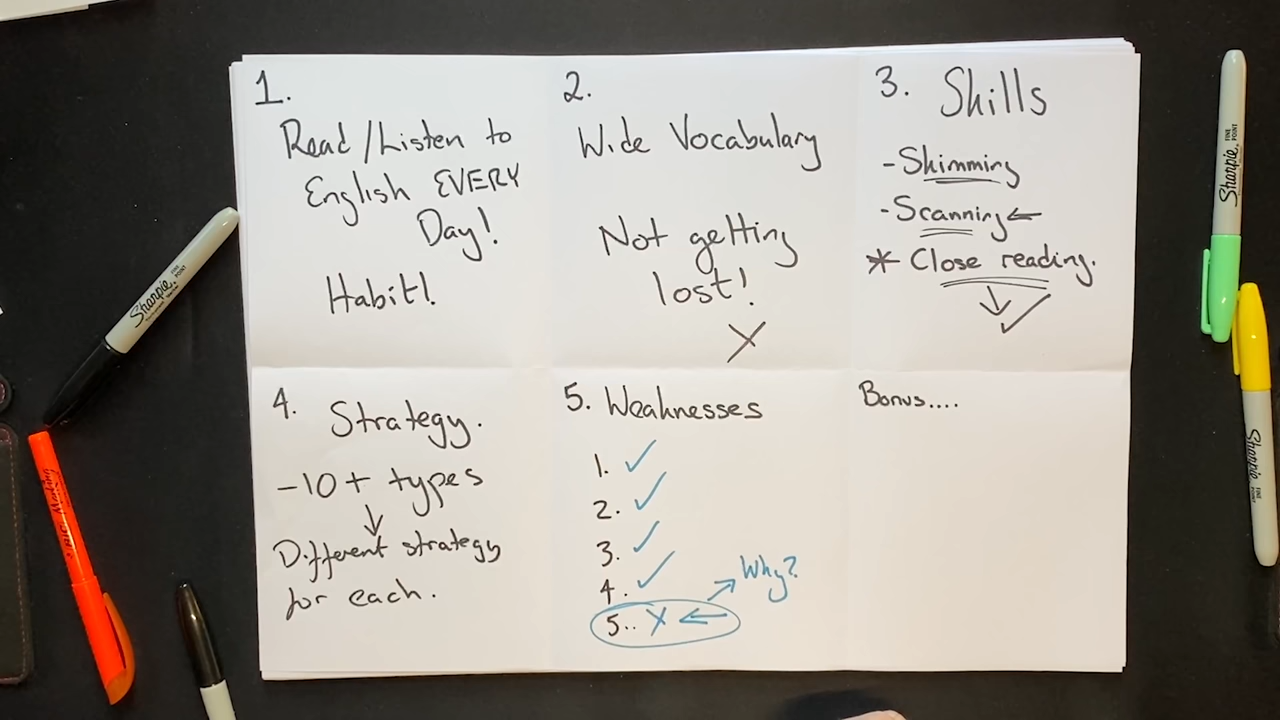 1.
Read/Listen to
English EVERY
Day!
Habit!
2.
Wide Vocabulary
Not getting
lost!
X
3. Skills
- Skimming
- Scanning ←
* Close reading.
↓ ✓
4. Strategy.
- 10+ types
↓
Different strategy
for each.
5. Weaknesses
1. ✓
2. ✓
3. ✓
4. ✓
5.. X ← → Why?
Bonus....
Sharpie
FINE
POINT
Sharpie
FINE
POINT
Sharpie
FINE
POINT